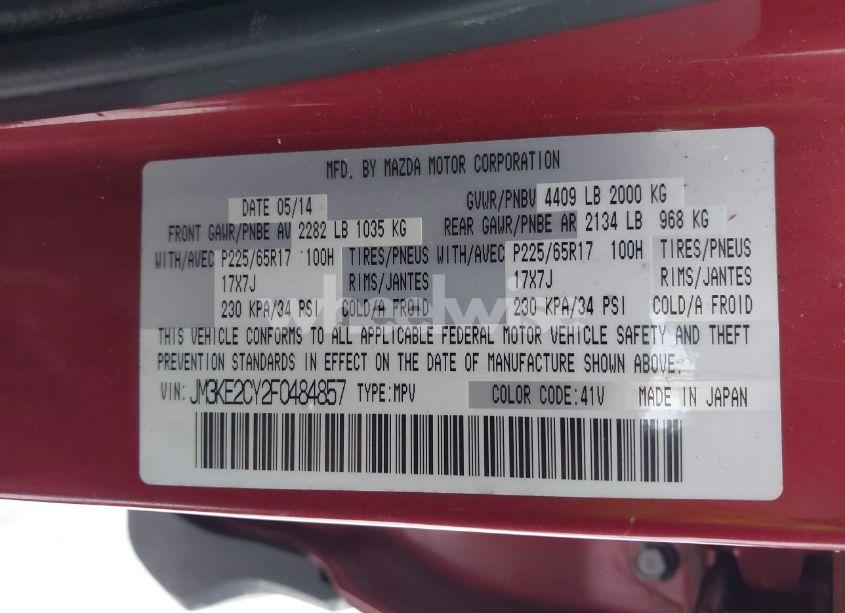 MFD. BY MAZDA MOTOR CORPORATION
DATE 05/14 GVWR/PNBV 4409 LB 2000 KG
FRONT GAWR/PNBE AV 2282 LB 1035 KG REAR GAWR/PNBE AR 2134 LB 968 KG
WITH/AVEC P225/65R17 100H TIRES/PNEUS WITH/AVEC P225/65R17 100H TIRES/PNEUS
17X7J RIMS/JANTES 17X7J RIMS/JANTES
230 KPA/34 PSI COLD/A FROID 230 KPA/34 PSI COLD/A FROID
wheelwise
THIS VEHICLE CONFORMS TO ALL APPLICABLE FEDERAL MOTOR VEHICLE SAFETY AND THEFT
PREVENTION STANDARDS IN EFFECT ON THE DATE OF MANUFACTURE SHOWN ABOVE.
VIN: JM3KE2CY2F0484857 TYPE:MPV COLOR CODE:41V MADE IN JAPAN